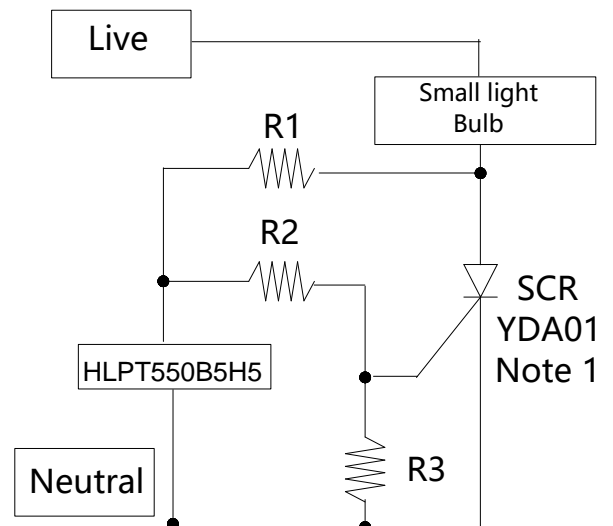 Live
Small light
Bulb
R1
R2
SCR
YDA01
Note 1
HLPT550B5H5
Neutral
R3